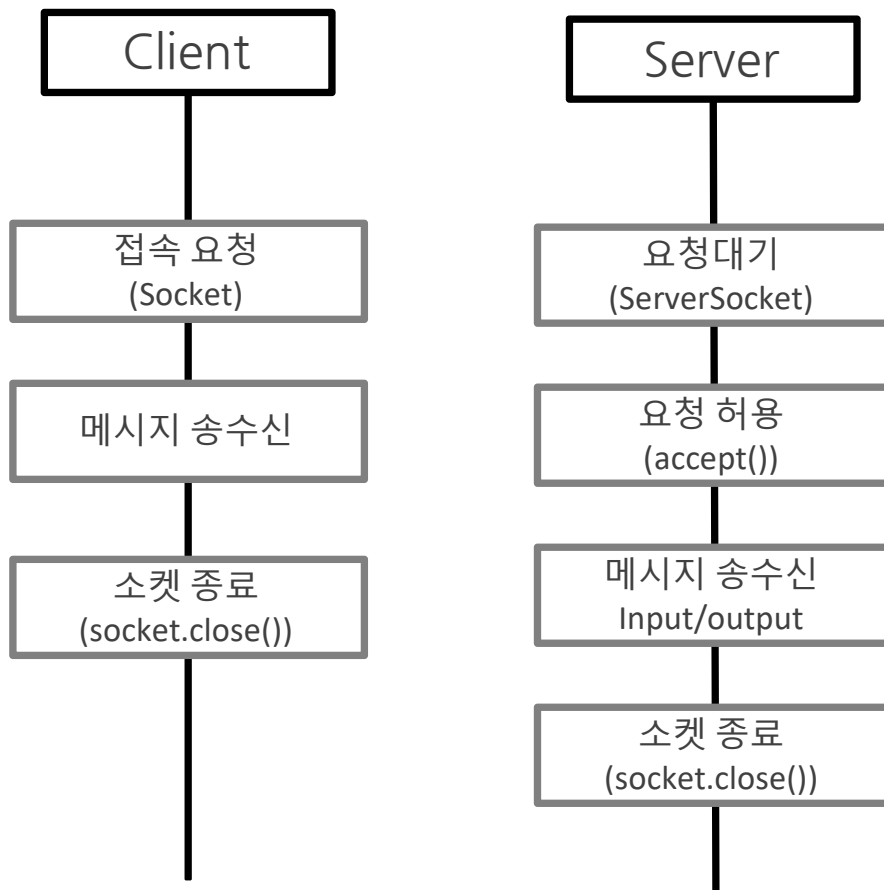 Client
접속 요청
(Socket)
메시지 송수신
소켓 종료
(socket.close())
Server
요청대기
(ServerSocket)
요청 허용
(accept())
메시지 송수신
Input/output
소켓 종료
(socket.close())